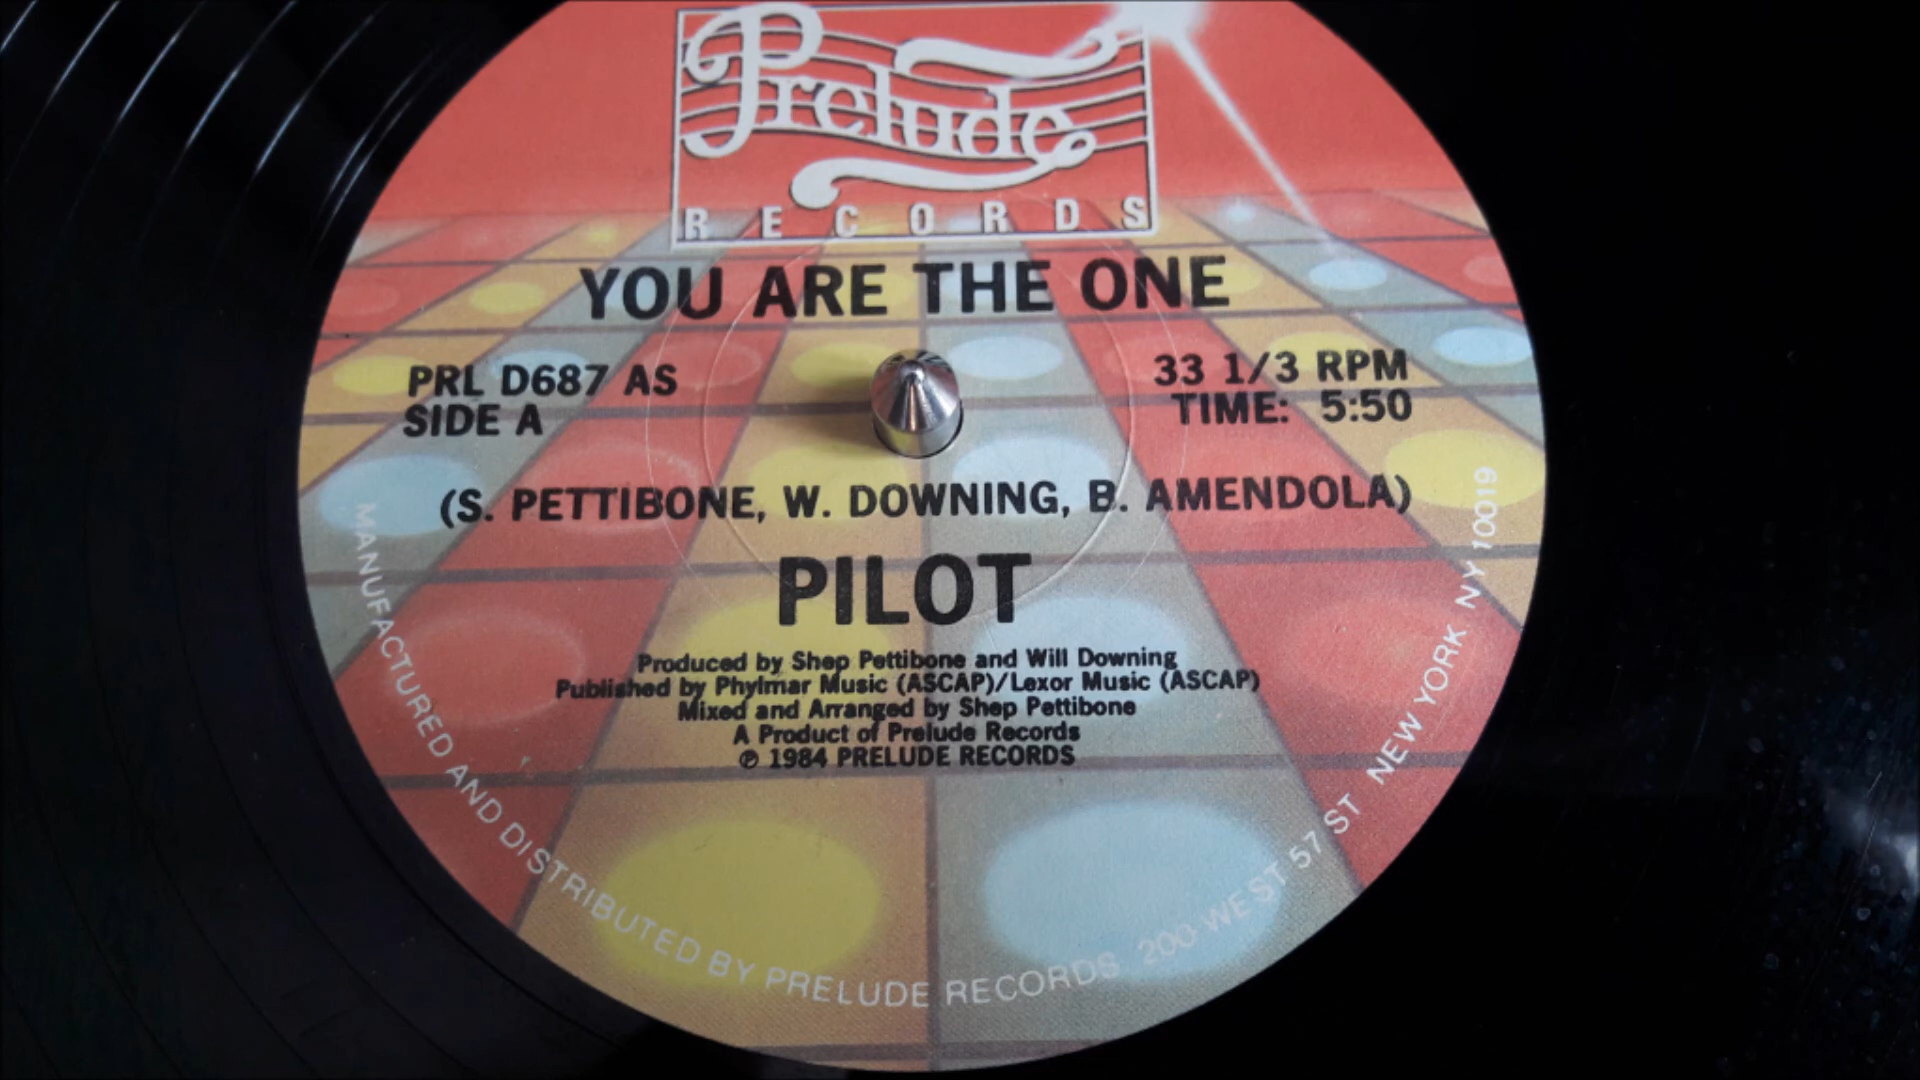 Prelude
RECORDS
YOU ARE THE ONE
PRL D687 AS
SIDE A
33 1/3 RPM
TIME: 5:50
(S. PETTIBONE, W. DOWNING, B. AMENDOLA)
PILOT
Produced by Shep Pettibone and Will Downing
Published by Phylmar Music (ASCAP)/Lexor Music (ASCAP)
Mixed and Arranged by Shep Pettibone
A Product of Prelude Records
℗ 1984 PRELUDE RECORDS
MANUFACTURED AND DISTRIBUTED BY PRELUDE RECORDS 200 WEST 57 ST NEW YORK NY 10019